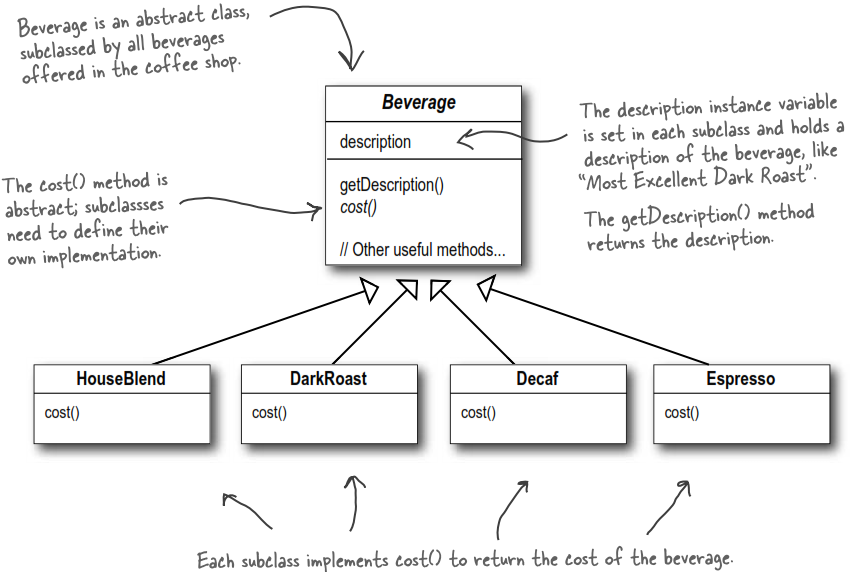 Beverage is an abstract class,
subclassed by all beverages
offered in the coffee shop.
Beverage
description
getDescription()
cost()
// Other useful methods...
The description instance variable
is set in each subclass and holds a
description of the beverage, like
“Most Excellent Dark Roast”.
The getDescription() method
returns the description.
The cost() method is
abstract; subclassses
need to define their
own implementation.
HouseBlend
cost()
DarkRoast
cost()
Decaf
cost()
Espresso
cost()
Each subclass implements cost() to return the cost of the beverage.